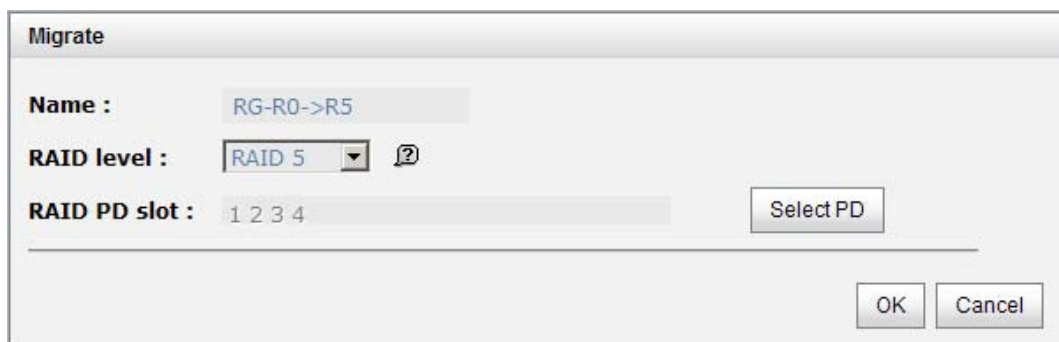 Migrate
Name : RG-R0->R5
RAID level : RAID 5 ?
RAID PD slot : 1 2 3 4 Select PD
OK Cancel